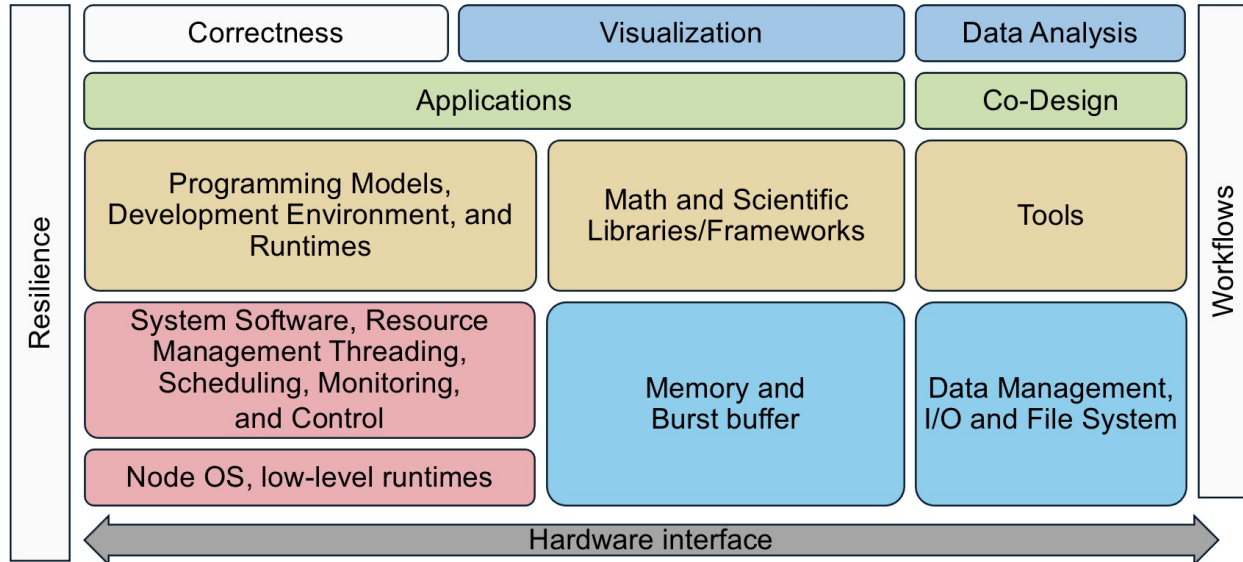 Correctness
Visualization
Data Analysis
Applications
Co-Design
Resilience
Programming Models,
Development Environment, and
Runtimes
Math and Scientific
Libraries/Frameworks
Tools
Workflows
System Software, Resource
Management Threading,
Scheduling, Monitoring,
and Control
Memory and
Burst buffer
Data Management,
I/O and File System
Node OS, low-level runtimes
Hardware interface